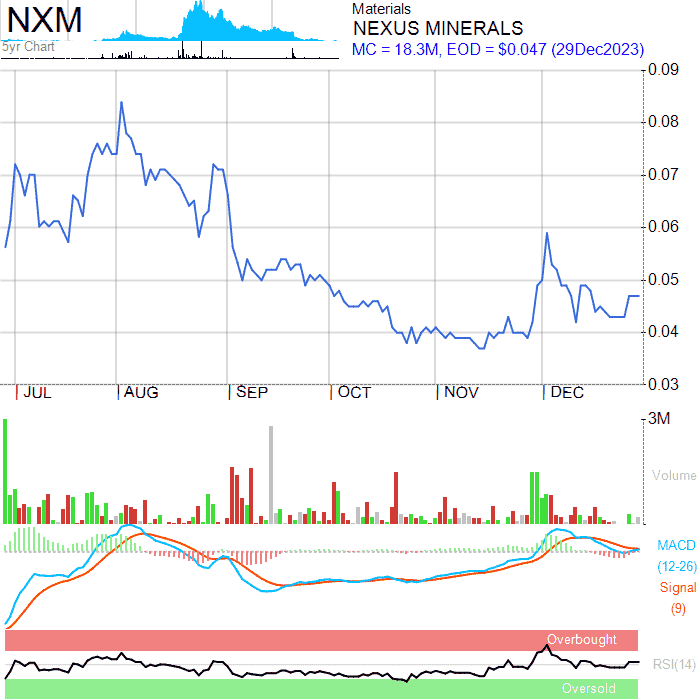 NXM
5yr Chart
Materials
NEXUS MINERALS
MC = 18.3M, EOD = $0.047 (29Dec2023)
0.09
0.08
0.07
0.06
0.05
0.04
0.03
JUL AUG SEP OCT NOV DEC
3M
Volume
MACD
(12-26)
Signal
(9)
Overbought
RSI(14)
Oversold